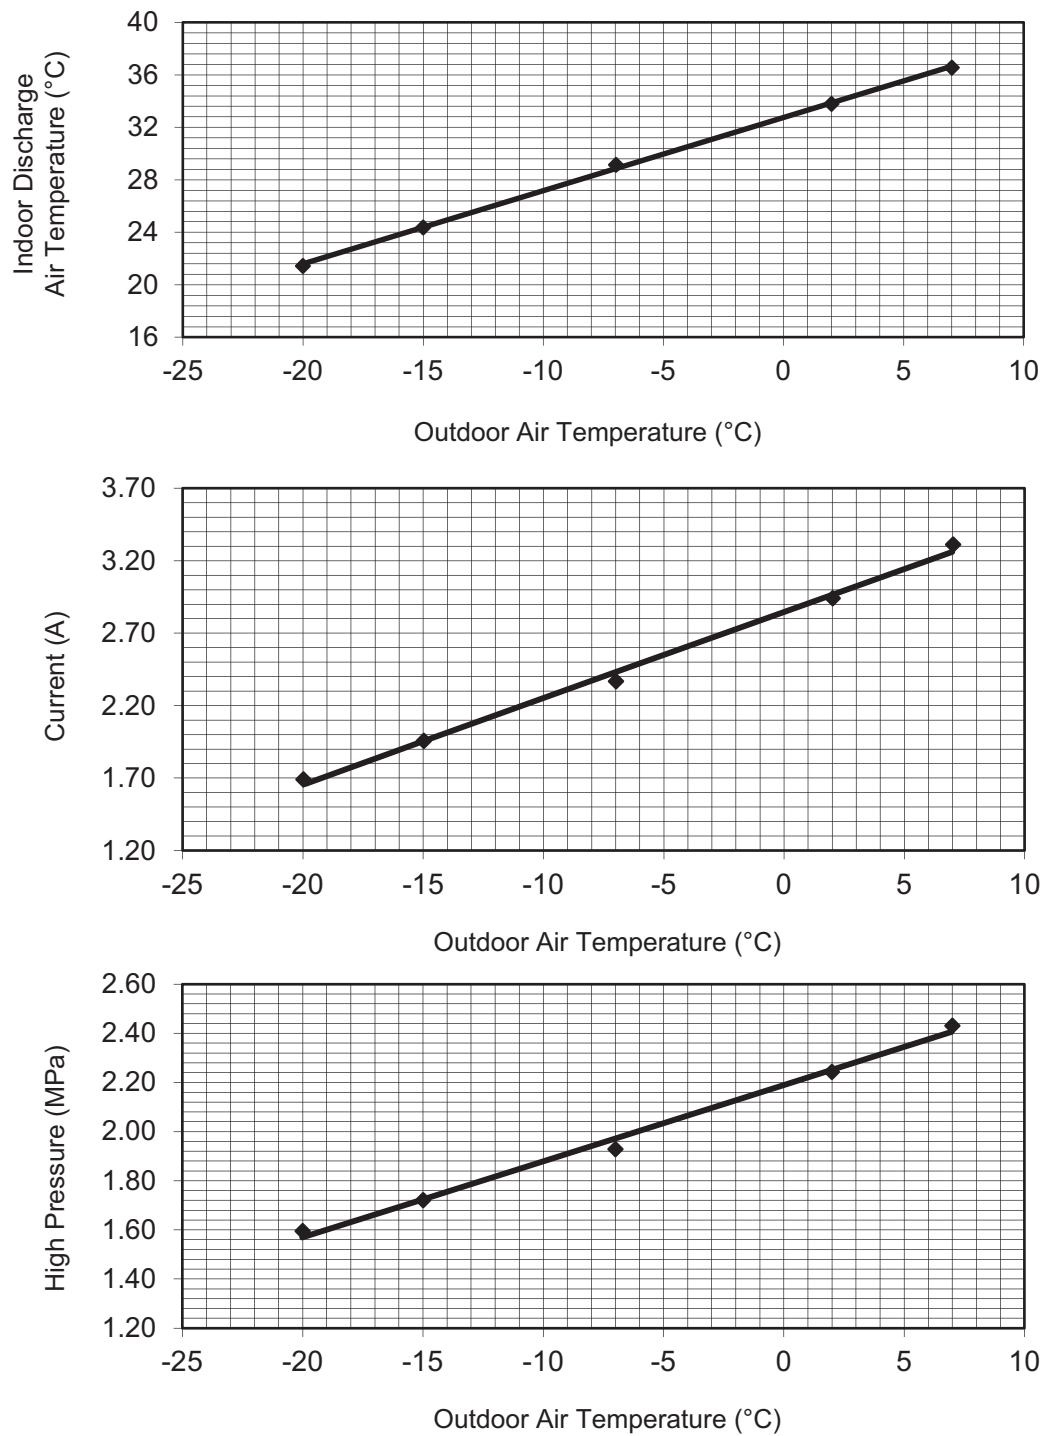 40
36
32
28
24
20
16
Indoor Discharge
Air Temperature (°C)
-25 -20 -15 -10 -5 0 5 10
Outdoor Air Temperature (°C)
3.70
3.20
2.70
2.20
1.70
1.20
Current (A)
-25 -20 -15 -10 -5 0 5 10
Outdoor Air Temperature (°C)
2.60
2.40
2.20
2.00
1.80
1.60
1.40
1.20
High Pressure (MPa)
-25 -20 -15 -10 -5 0 5 10
Outdoor Air Temperature (°C)